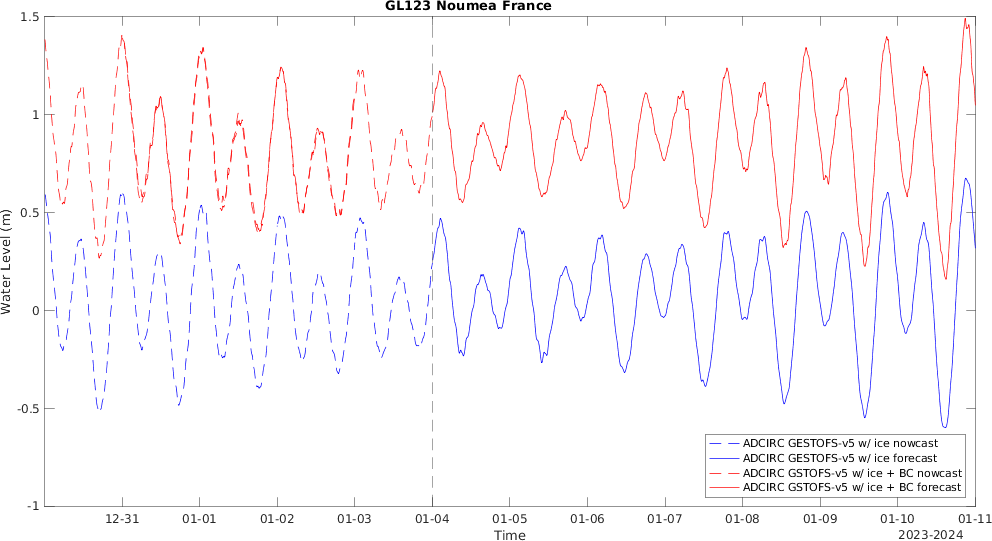 GL123 Noumea France
1.5
1
0.5
0
-0.5
-1
Water Level (m)
ADCIRC GESTOFS-v5 w/ ice nowcast
ADCIRC GESTOFS-v5 w/ ice forecast
ADCIRC GSTOFS-v5 w/ ice + BC nowcast
ADCIRC GSTOFS-v5 w/ ice + BC forecast
12-31 01-01 01-02 01-03 01-04 01-05 01-06 01-07 01-08 01-09 01-10 01-11
Time
2023-2024